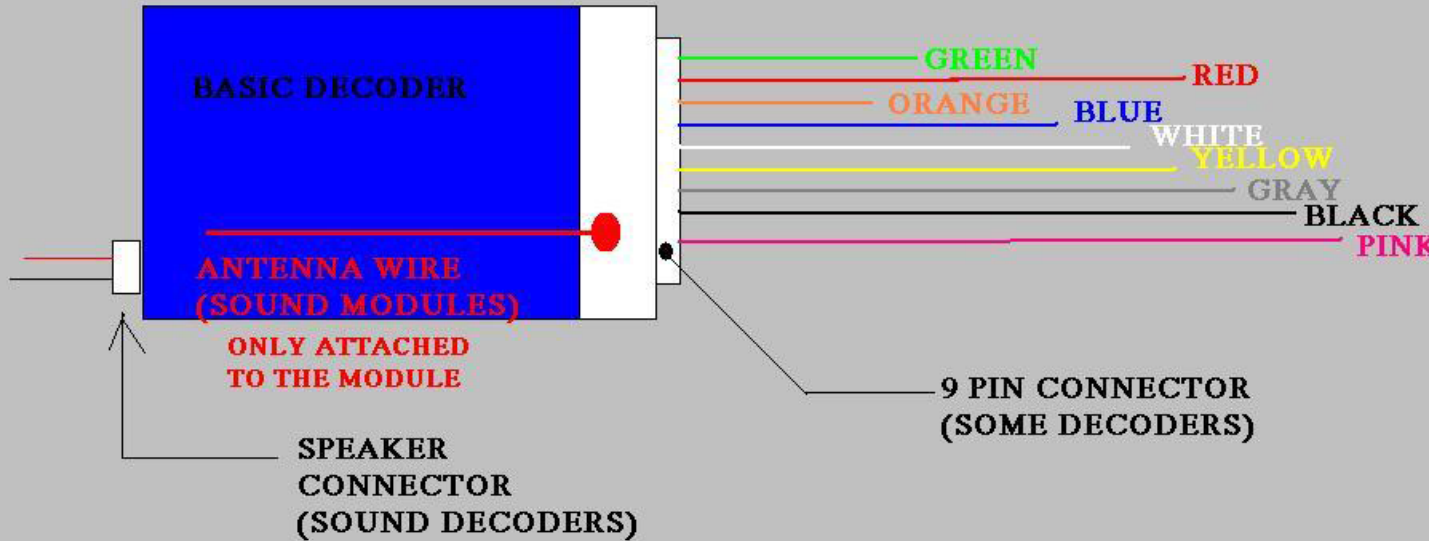 BASIC DECODER
GREEN
RED
ORANGE
BLUE
WHITE
YELLOW
GRAY
BLACK
PINK
ANTENNA WIRE
(SOUND MODULES)
ONLY ATTACHED
TO THE MODULE
9 PIN CONNECTOR
(SOME DECODERS)
SPEAKER
CONNECTOR
(SOUND DECODERS)